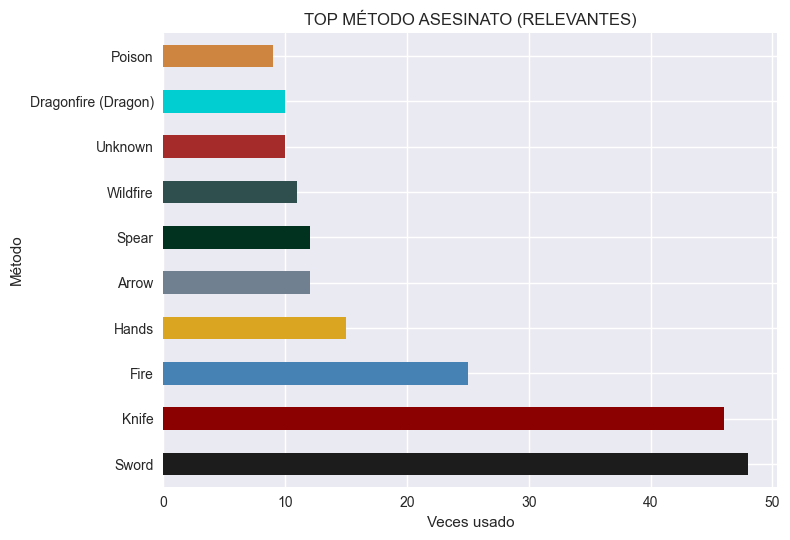 TOP MÉTODO ASESINATO (RELEVANTES)
Poison
Dragonfire (Dragon)
Unknown
Wildfire
Spear
Arrow
Hands
Fire
Knife
Sword
Método
0 10 20 30 40 50
Veces usado